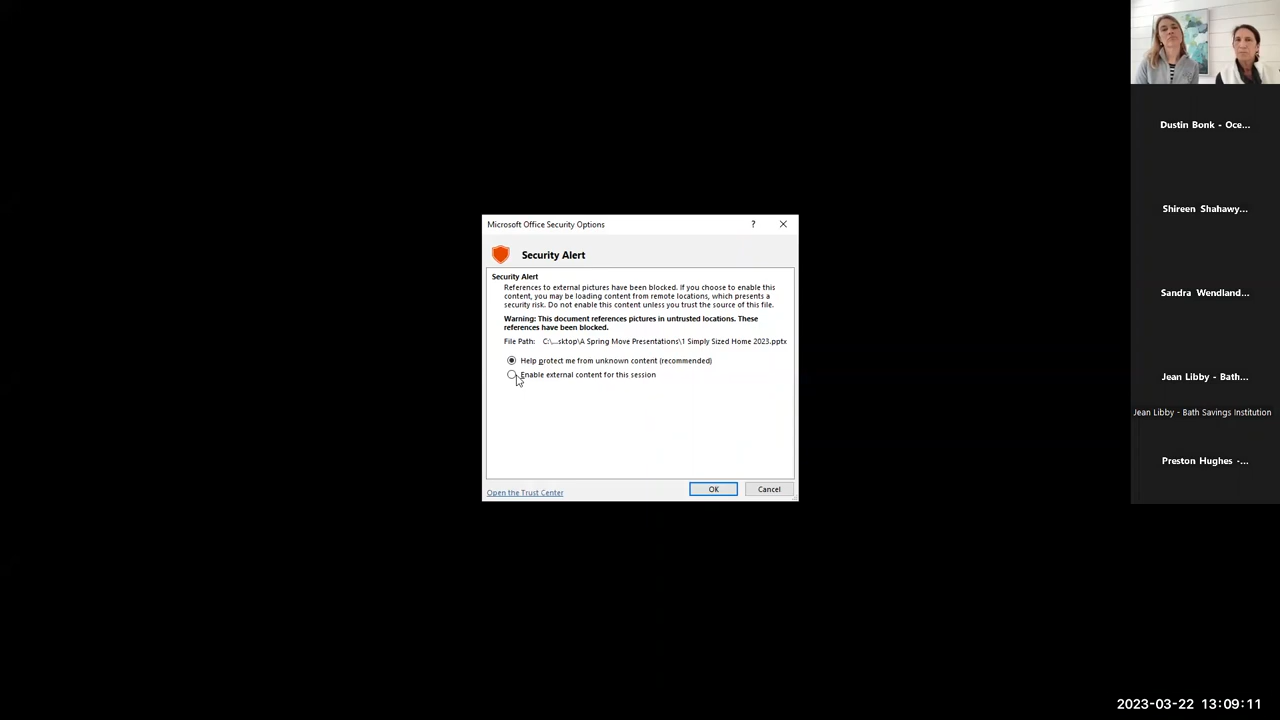 Microsoft Office Security Options
Security Alert
Security Alert
References to external pictures have been blocked. If you choose to enable this
content, you may be loading content from remote locations, which presents a
security risk. Do not enable this content unless you trust the source of this file.
Warning: This document references pictures in untrusted locations. These
references have been blocked.
File Path: C:\...sktop\A Spring Move Presentations\1 Simply Sized Home 2023.pptx
Help protect me from unknown content (recommended)
Enable external content for this session
Open the Trust Center
OK
Cancel
Dustin Bonk - Oce...
Shireen Shahawy...
Sandra Wendland...
Jean Libby - Bath...
Jean Libby - Bath Savings Institution
Preston Hughes -...
2023-03-22 13:09:11